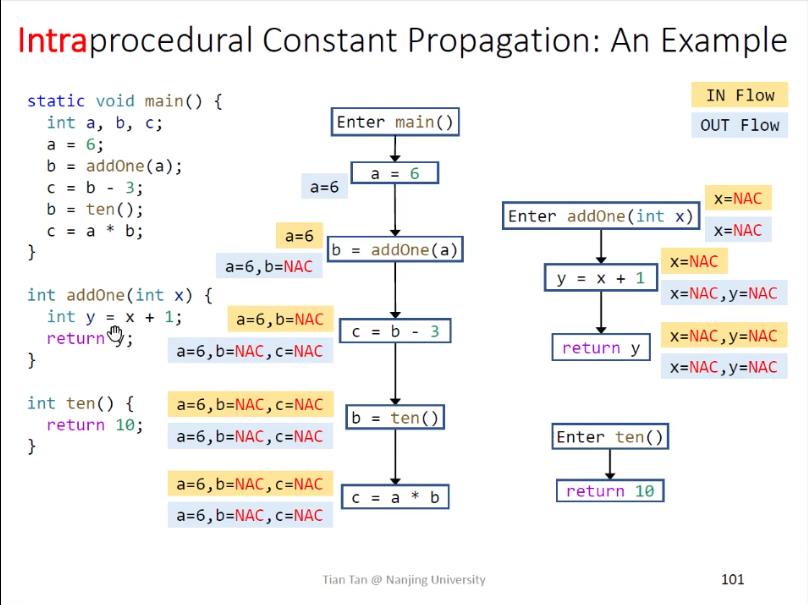 Intraprocedural Constant Propagation: An Example
static void main() {
int a, b, c;
a = 6;
b = addOne(a);
c = b - 3;
b = ten();
c = a * b;
}
int addOne(int x) {
int y = x + 1;
return y;
}
int ten() {
return 10;
}
Enter main()
a = 6
a=6
a=6
b = addOne(a)
a=6,b=NAC
a=6,b=NAC
c = b - 3
a=6,b=NAC,c=NAC
a=6,b=NAC,c=NAC
b = ten()
a=6,b=NAC,c=NAC
a=6,b=NAC,c=NAC
c = a * b
a=6,b=NAC,c=NAC
IN Flow
OUT Flow
x=NAC
Enter addOne(int x)
x=NAC
x=NAC
y = x + 1
x=NAC,y=NAC
x=NAC,y=NAC
return y
x=NAC,y=NAC
Enter ten()
return 10
Tian Tan @ Nanjing University
101